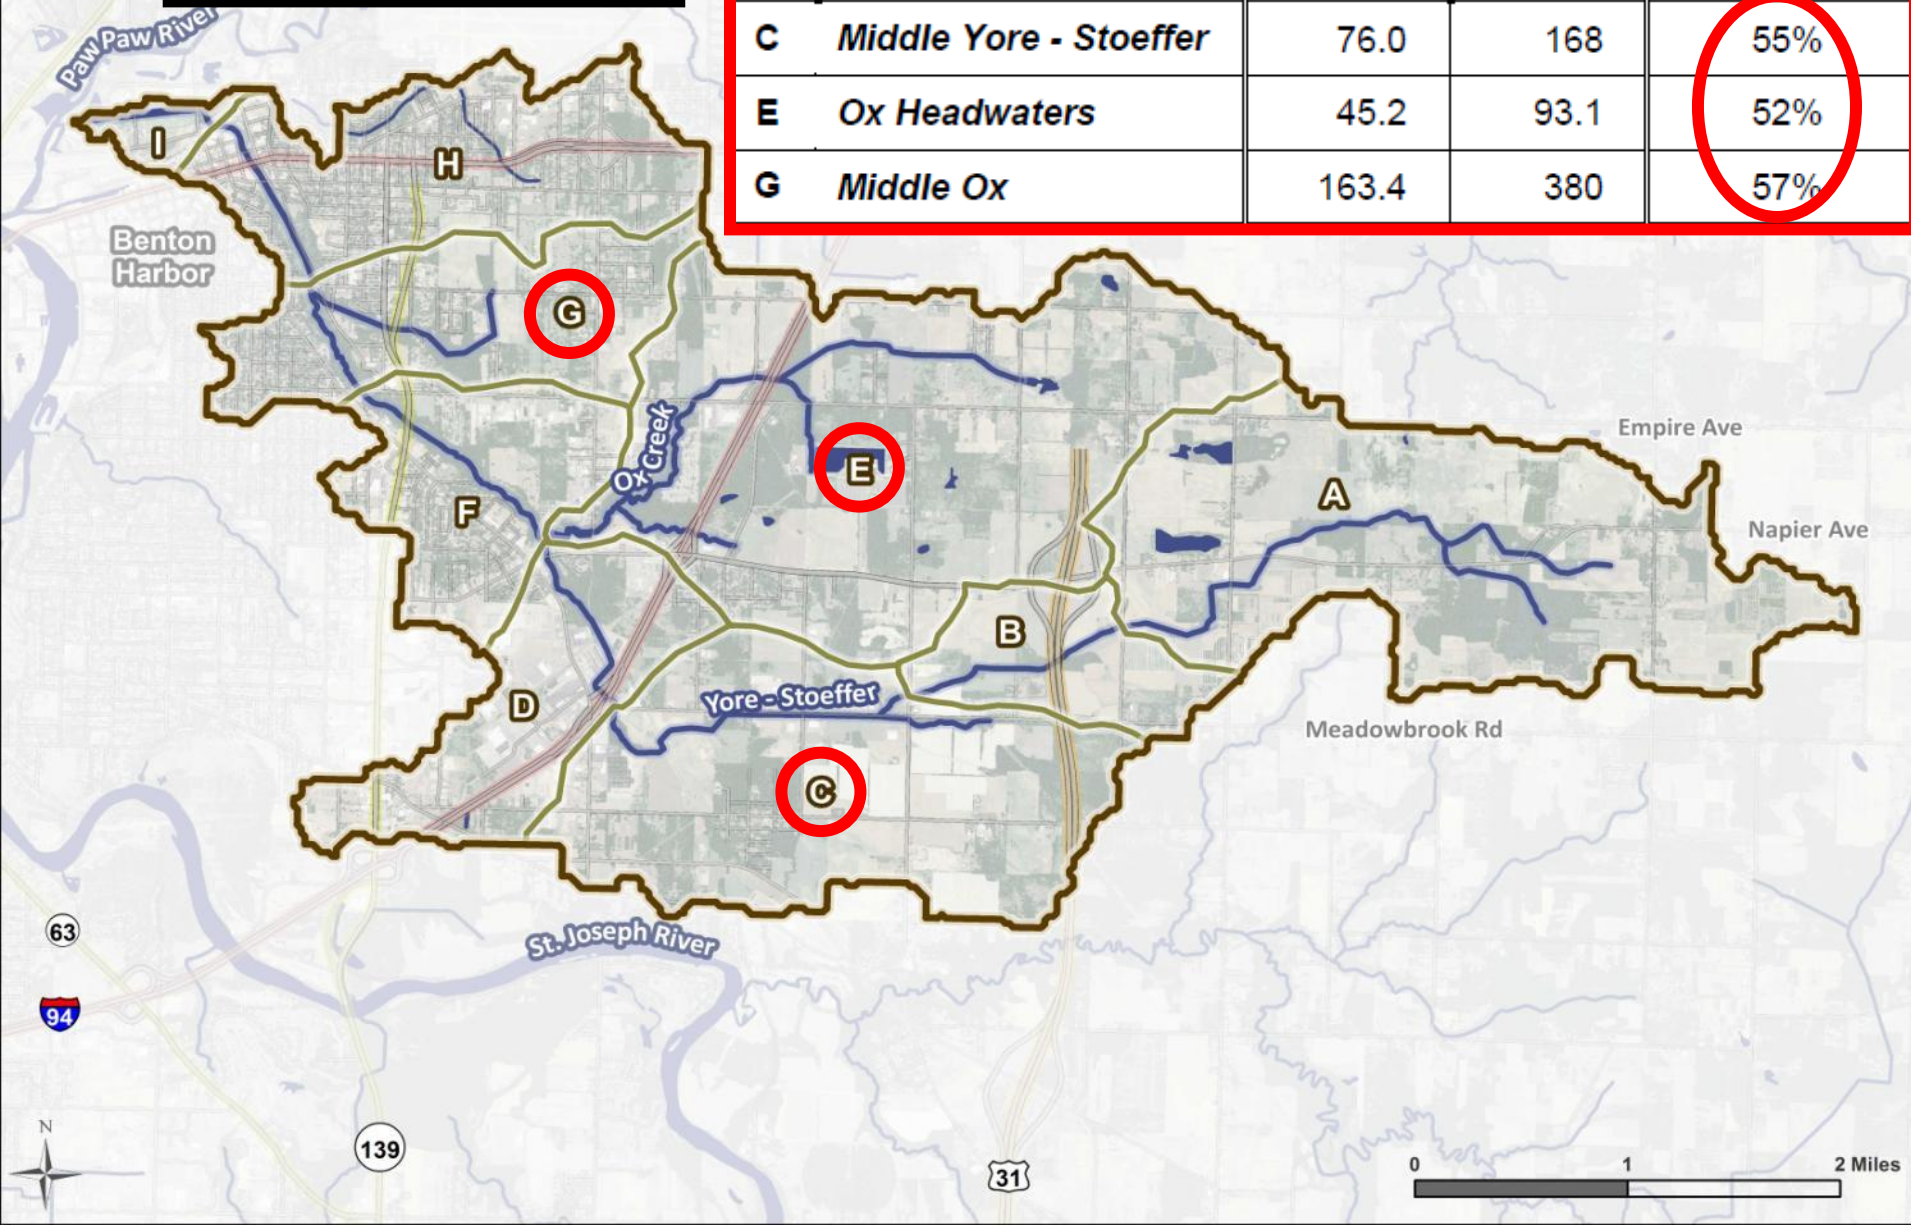 Paw Paw River
C Middle Yore - Stoeffer 76.0 168 55%
E Ox Headwaters 45.2 93.1 52%
G Middle Ox 163.4 380 57%
I
H
Benton
Harbor
G
Ox Creek
E
F
A
Empire Ave
Napier Ave
B
D
Yore - Stoeffer
Meadowbrook Rd
C
St. Joseph River
63
94
N
139
31
0 1 2 Miles